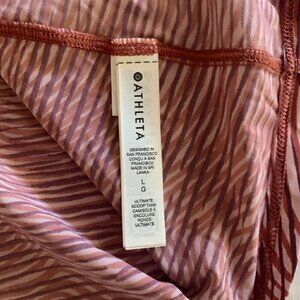 ATHLETA
DESIGNED IN
SAN FRANCISCO
CONÇU À SAN
FRANCISCO
MADE IN SRI
LANKA
L
G
ULTIMATE
SCOOP TANK
CAMISOLE À
ENCOLURE
RONDE
ULTIMATE